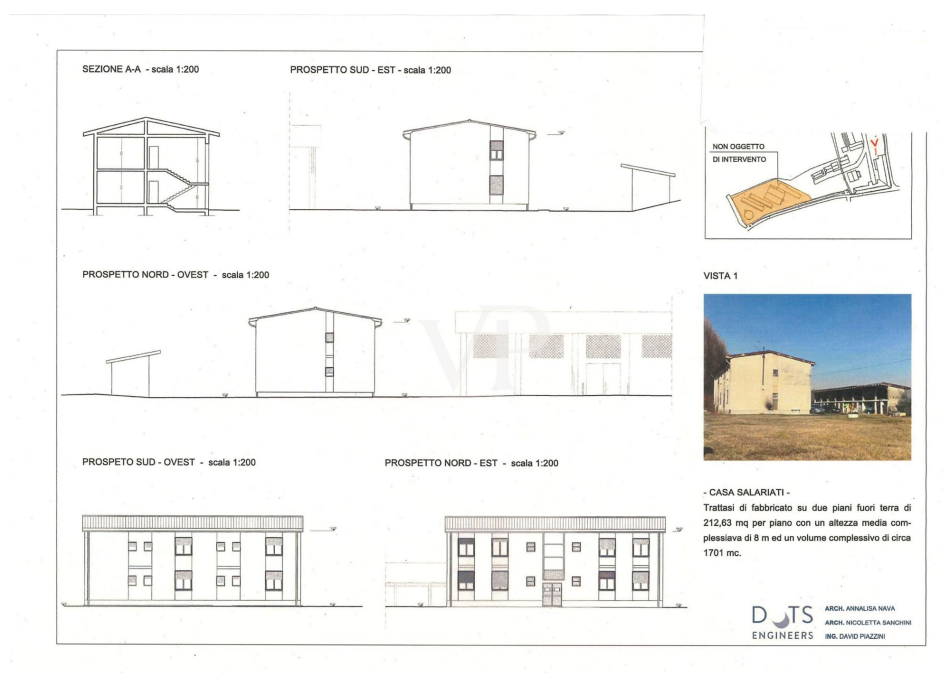 SEZIONE A-A - scala 1:200
PROSPETTO SUD - EST - scala 1:200
NON OGGETTO
DI INTERVENTO
V
PROSPETTO NORD - OVEST - scala 1:200
VISTA 1
VP
PROSPETO SUD - OVEST - scala 1:200
PROSPETTO NORD - EST - scala 1:200
- CASA SALARIATI -
Trattasi di fabbricato su due piani fuori terra di
212,63 mq per piano con un altezza media com-
plessiava di 8 m ed un volume complessivo di circa
1701 mc.
DOTS
ENGINEERS
ARCH. ANNALISA NAVA
ARCH. NICOLETTA SANCHINI
ING. DAVID PIAZZINI